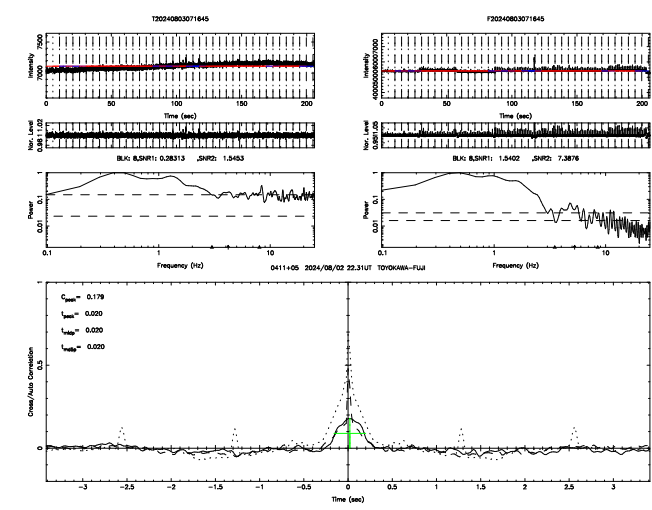 T20240803071645
F20240803071645
Intensity
7000
7500
0
50
100
150
200
Time (sec)
Intensity
0
50
100
150
200
Time (sec)
Nor. Level
Nor. Level
BLK: 8,SNR1: 0.28313 ,SNR2: 1.5453
BLK: 8,SNR1: 1.5402 ,SNR2: 7.3876
Power
1
0.1
0.01
0.1
1
10
Frequency (Hz)
Power
1
0.1
0.01
0.1
1
10
Frequency (Hz)
0411+05 2024/08/02 22.31UT TOYOKAWA-FUJI
Cpeak= 0.179
tpeak= 0.020
tmidp= 0.020
0.020
Cross/Auto Correlation
1
0.5
0
−3
−2.5
−2
−1.5
−1
−0.5
0
0.5
1
1.5
2
2.5
3
Time (sec)